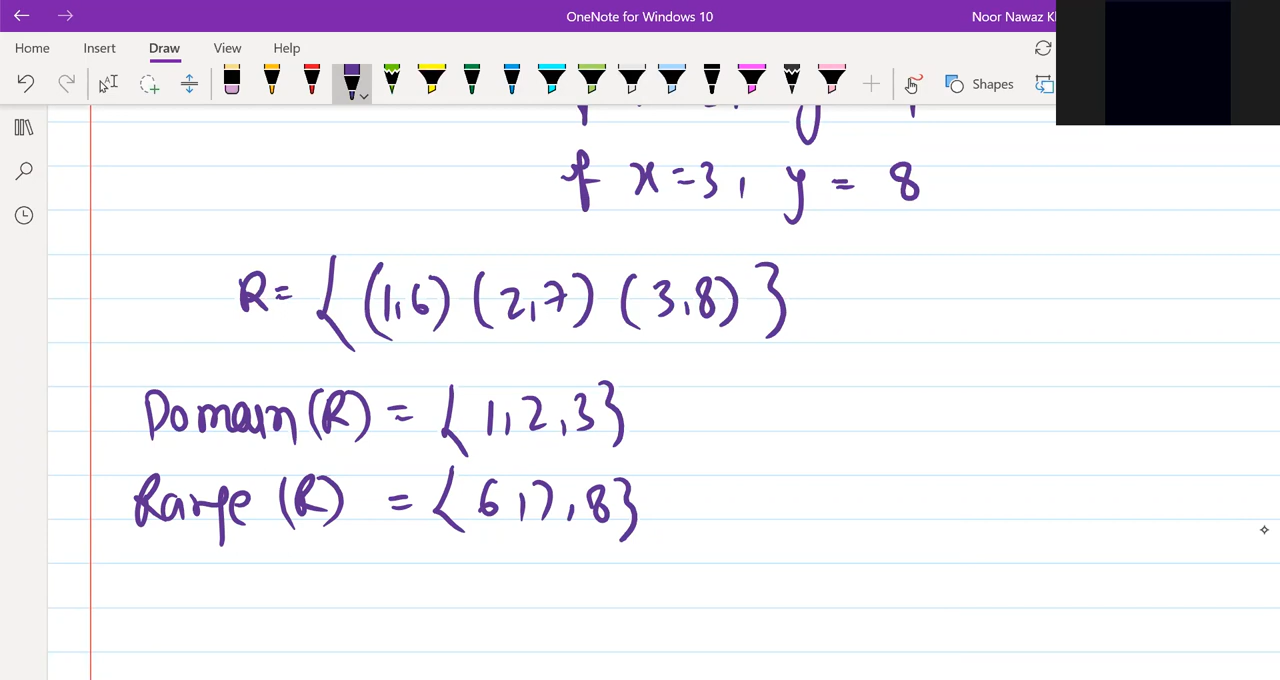 OneNote for Windows 10
Noor Nawaz Kh
Home Insert Draw View Help
Shapes
if x=3, y = 8
R= { (1,6) (2,7) (3,8) }
Domain (R) = { 1,2,3}
Range (R) = { 6,7,8}